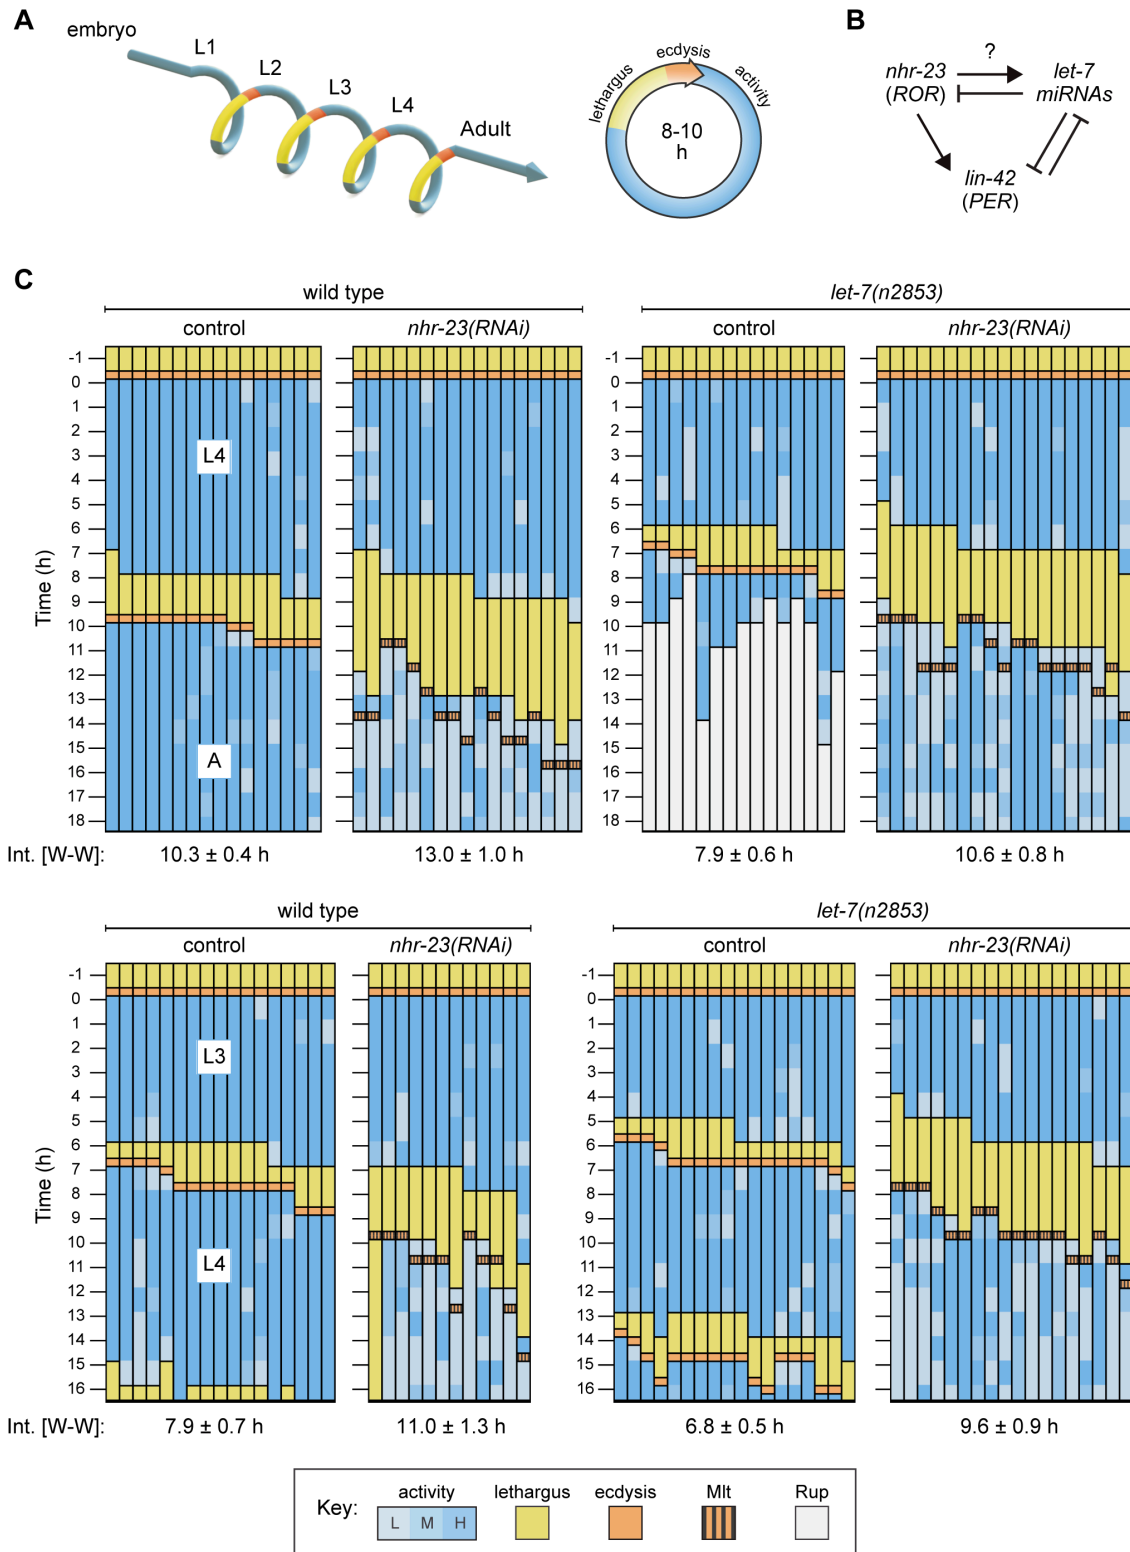 A
embryo
L1
L2
L3
L4
Adult
lethargus
ecdysis
activity
8-10
h
B
?
nhr-23
(ROR)
let-7
miRNAs
lin-42
(PER)
C
wild type
let-7(n2853)
control
nhr-23(RNAi)
control
nhr-23(RNAi)
Time (h)
-1
0
1
2
3
4
5
6
7
8
9
10
11
12
13
14
15
16
17
18
L4
A
Int. [W-W]:
10.3 ± 0.4 h
13.0 ± 1.0 h
7.9 ± 0.6 h
10.6 ± 0.8 h
wild type
let-7(n2853)
control
nhr-23(RNAi)
control
nhr-23(RNAi)
Time (h)
-1
0
1
2
3
4
5
6
7
8
9
10
11
12
13
14
15
16
L3
L4
Int. [W-W]:
7.9 ± 0.7 h
11.0 ± 1.3 h
6.8 ± 0.5 h
9.6 ± 0.9 h
Key:
activity
lethargus
ecdysis
Mlt
Rup
L M H